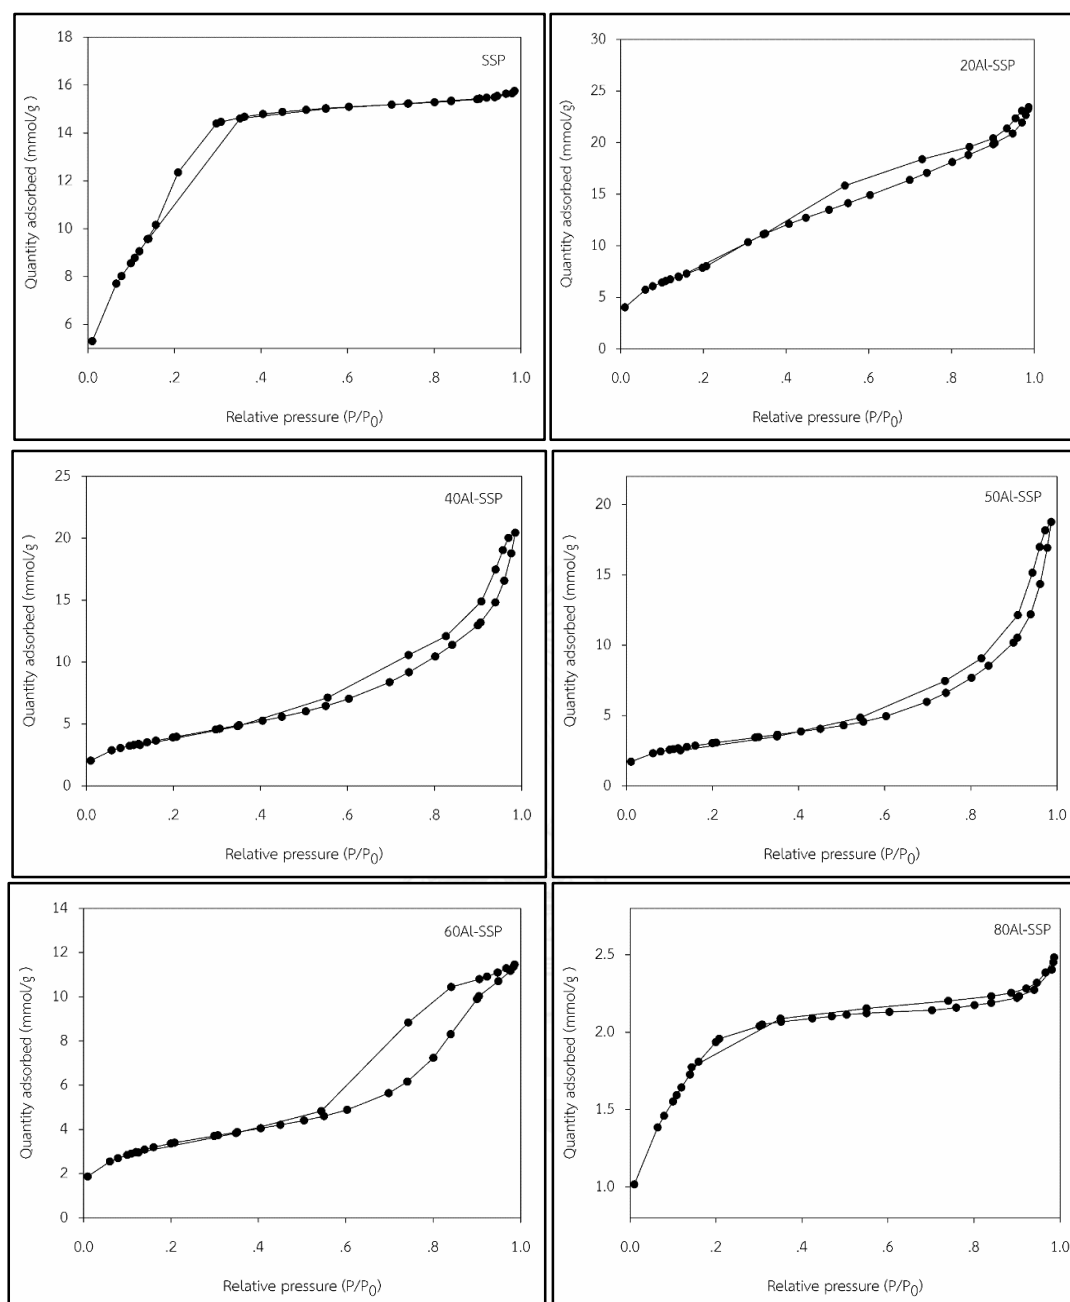 18
16
14
12
10
8
6
Quantity adsorbed (mmol/g )
SSP
0.0 .2 .4 .6 .8 1.0
Relative pressure (P/P0)
30
25
20
15
10
5
0
Quantity adsorbed (mmol/g)
20Al-SSP
0.0 .2 .4 .6 .8 1.0
Relative pressure (P/P0)
25
20
15
10
5
0
Quantity adsorbed (mmol/g )
40Al-SSP
0.0 .2 .4 .6 .8 1.0
Relative pressure (P/P0)
20
15
10
5
0
Quantity adsorbed (mmol/g )
50Al-SSP
0.0 .2 .4 .6 .8 1.0
Relative pressure (P/P0)
14
12
10
8
6
4
2
0
Quantity adsorbed (mmol/g )
60Al-SSP
0.0 .2 .4 .6 .8 1.0
Relative pressure (P/P0)
2.5
2.0
1.5
1.0
Quantity adsorbed (mmol/g )
80Al-SSP
0.0 .2 .4 .6 .8 1.0
Relative pressure (P/P0)